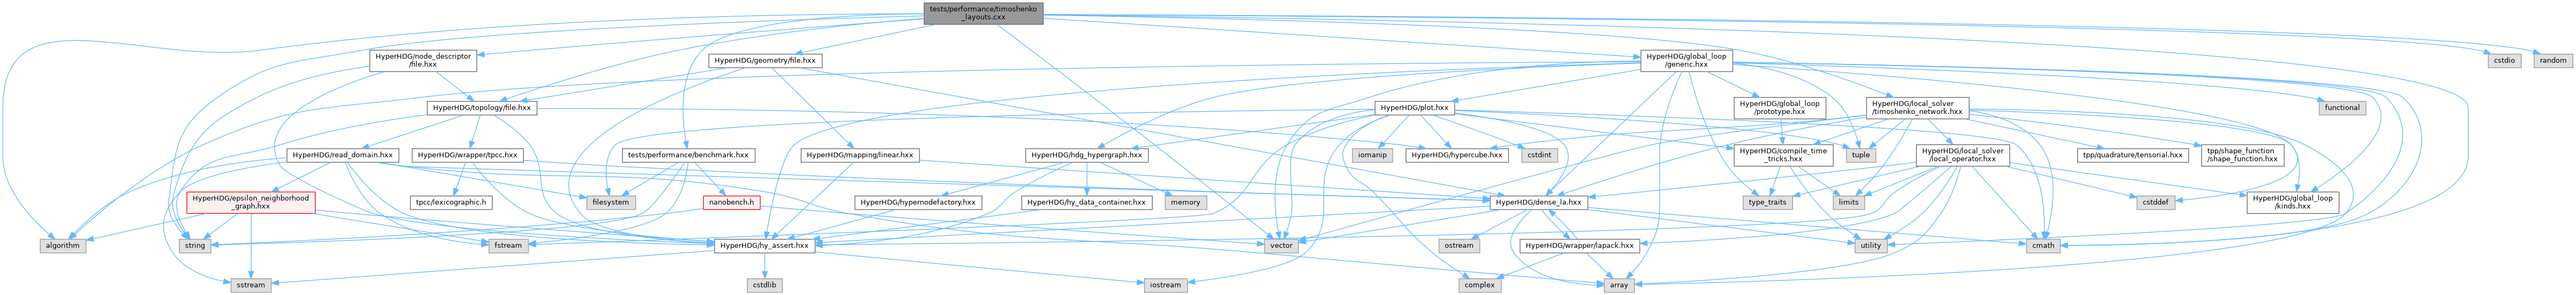 tests/performance/timoshenko
_layouts.cxx
HyperHDG/node_descriptor
/file.hxx
HyperHDG/geometry/file.hxx
HyperHDG/global_loop
/generic.hxx
cstdio
random
HyperHDG/topology/file.hxx
HyperHDG/plot.hxx
HyperHDG/global_loop
/prototype.hxx
HyperHDG/local_solver
/timoshenko_network.hxx
functional
HyperHDG/read_domain.hxx
HyperHDG/wrapper/tpcc.hxx
tests/performance/benchmark.hxx
HyperHDG/mapping/linear.hxx
HyperHDG/hdg_hypergraph.hxx
iomanip
HyperHDG/hypercube.hxx
cstdint
HyperHDG/compile_time
_tricks.hxx
tuple
HyperHDG/local_solver
/local_operator.hxx
tpp/quadrature/tensorial.hxx
tpp/shape_function
/shape_function.hxx
HyperHDG/epsilon_neighborhood
_graph.hxx
tpcc/lexicographic.h
filesystem
nanobench.h
HyperHDG/hypernodefactory.hxx
HyperHDG/hy_data_container.hxx
memory
HyperHDG/dense_la.hxx
type_traits
limits
cstddef
HyperHDG/global_loop
/kinds.hxx
algorithm
string
fstream
HyperHDG/hy_assert.hxx
vector
ostream
HyperHDG/wrapper/lapack.hxx
utility
cmath
sstream
cstdlib
iostream
complex
array